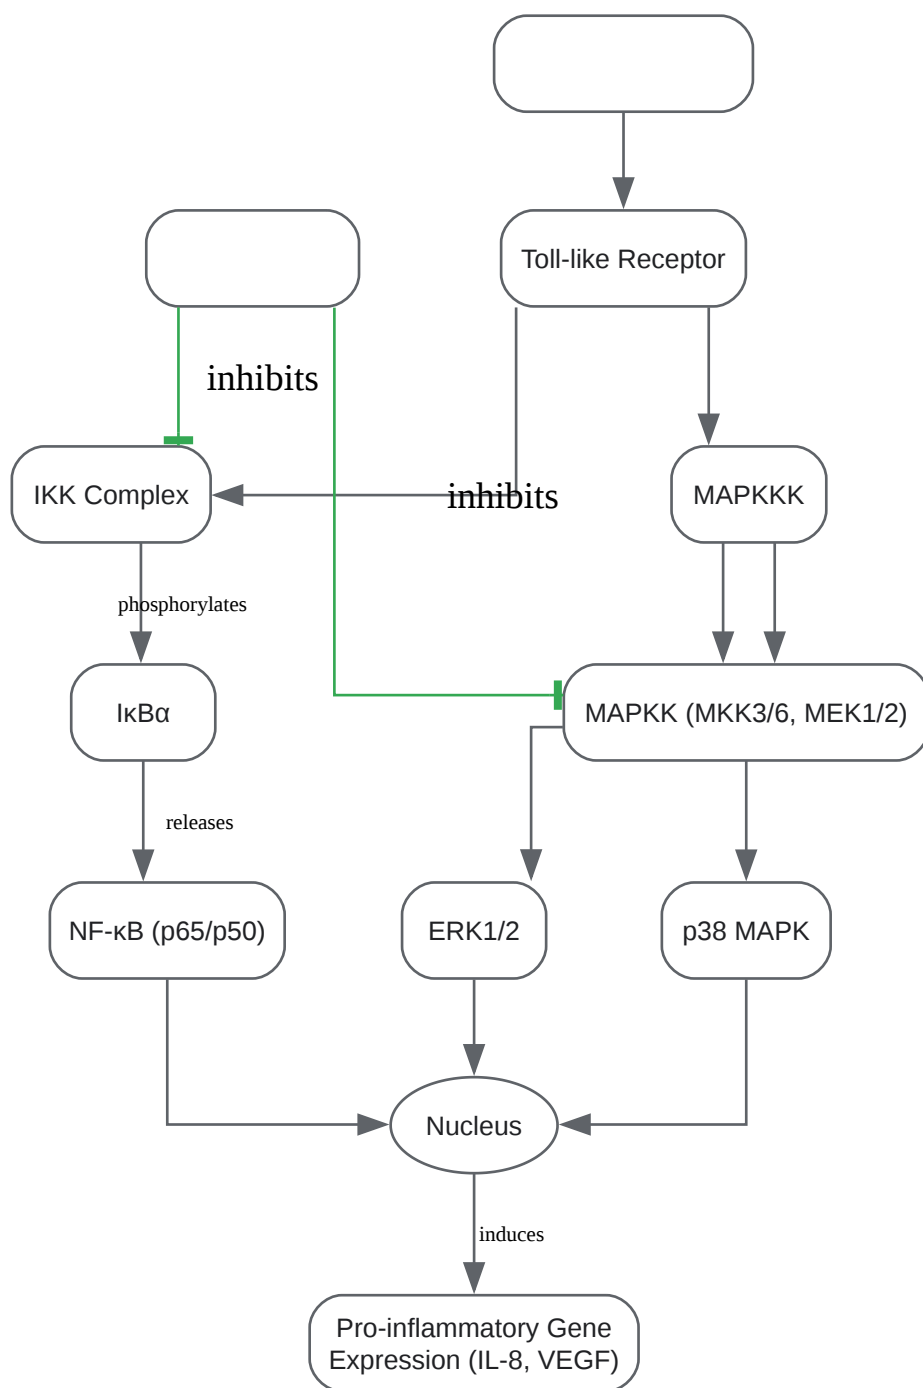 Toll-like Receptor
inhibits
IKK Complex
inhibits
MAPKKK
phosphorylates
IκBα
MAPKK (MKK3/6, MEK1/2)
releases
NF-κB (p65/p50)
ERK1/2
p38 MAPK
Nucleus
induces
Pro-inflammatory Gene
Expression (IL-8, VEGF)